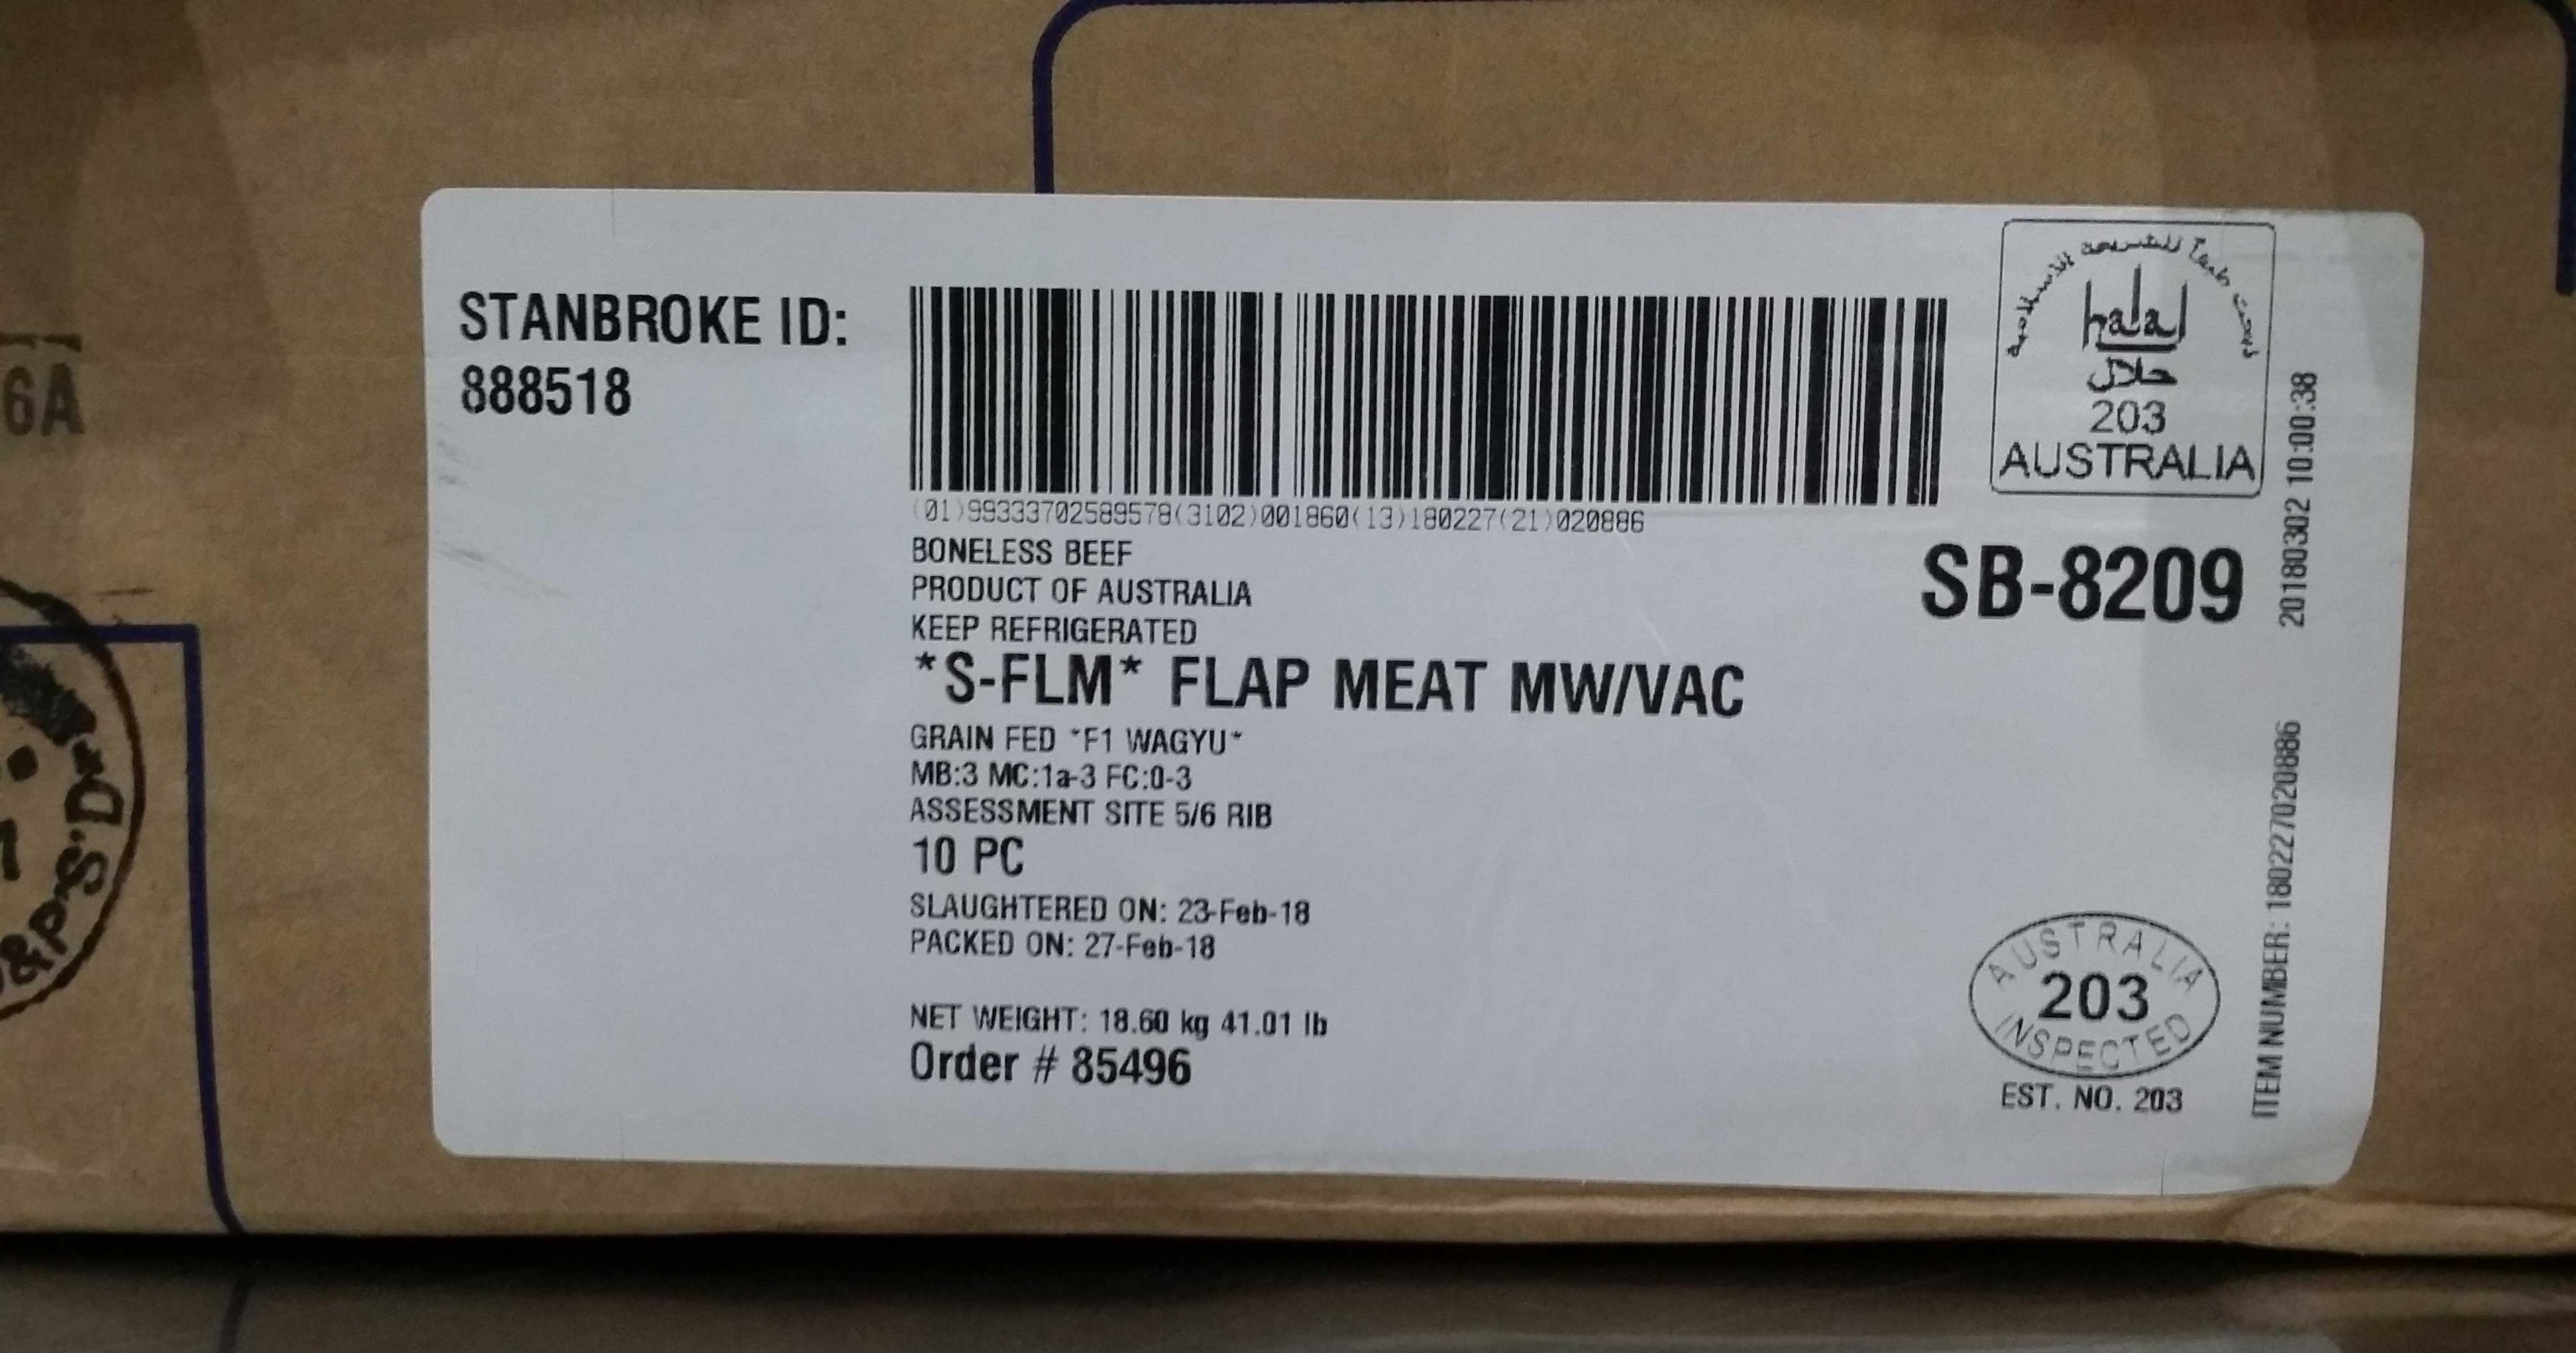 6A
STANBROKE ID:
888518
(01)99333702589578(3102)001860(13)180227(21)020886
BONELESS BEEF
PRODUCT OF AUSTRALIA
KEEP REFRIGERATED
*S-FLM* FLAP MEAT MW/VAC
GRAIN FED *F1 WAGYU*
MB:3 MC:1a-3 FC:0-3
ASSESSMENT SITE 5/6 RIB
10 PC
SLAUGHTERED ON: 23-Feb-18
PACKED ON: 27-Feb-18
NET WEIGHT: 18.60 kg 41.01 lb
Order # 85496
halal
حلال
203
AUSTRALIA
SB-8209
AUSTRALIA
203
INSPECTED
EST. NO. 203
ITEM NUMBER: 180227020886 20180302 10:00:38
&P.S.D